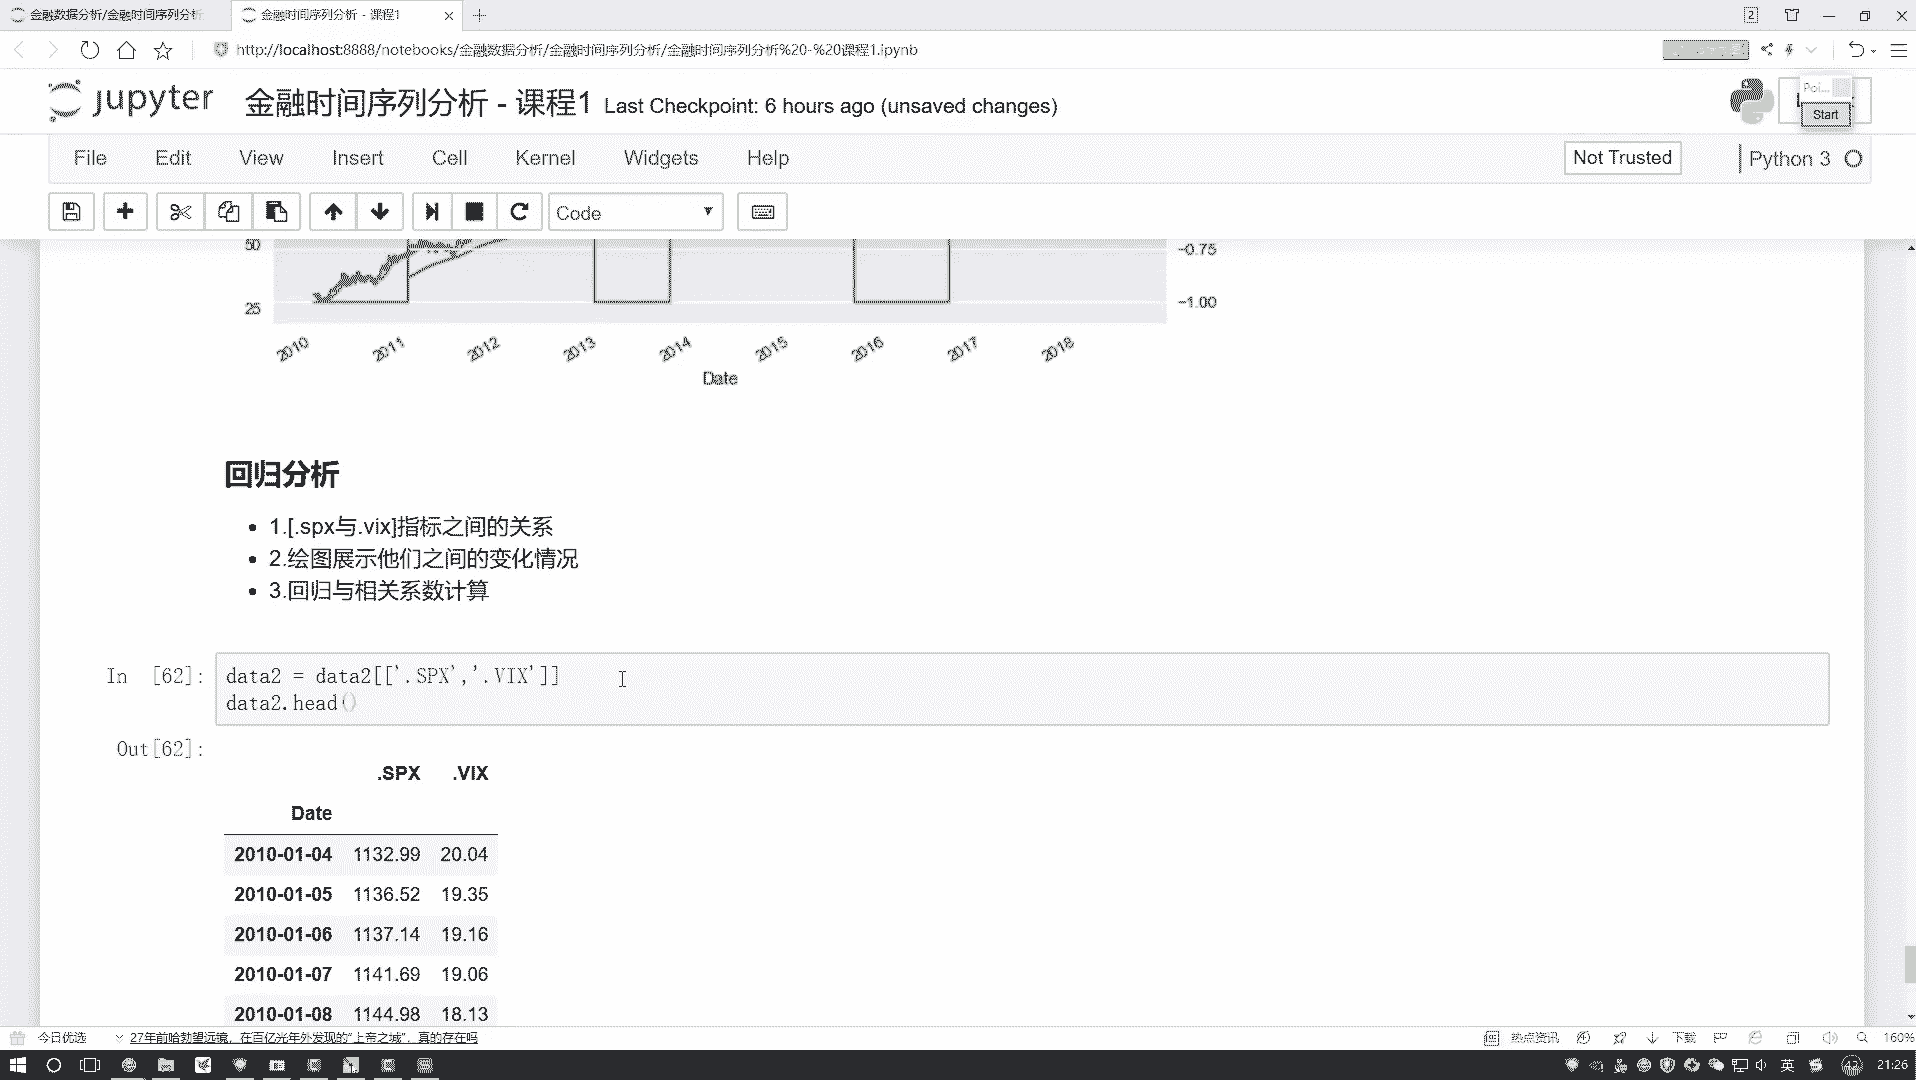 金融数据分析/金融时间序列分析
金融时间序列分析 - 课程1
2
http://localhost:8888/notebooks/金融数据分析/金融时间序列分析/金融时间序列分析%20-%20课程1.ipynb
jupyter 金融时间序列分析 - 课程1 Last Checkpoint: 6 hours ago (unsaved changes)
Poi...
Start
File Edit View Insert Cell Kernel Widgets Help
Not Trusted
Python 3
Code
50
−0.75
25
−1.00
2010 2011 2012 2013 2014 2015 2016 2017 2018
Date
回归分析
1.[.spx与.vix]指标之间的关系
2.绘图展示他们之间的变化情况
3.回归与相关系数计算
In [62]: data2 = data2[['.SPX','.VIX']]
data2.head()
Out[62]:
.SPX .VIX
Date
2010-01-04 1132.99 20.04
2010-01-05 1136.52 19.35
2010-01-06 1137.14 19.16
2010-01-07 1141.69 19.06
2010-01-08 1144.98 18.13
今日优选
27年前哈勃望远镜，在百亿光年外发现的“上帝之城”，真的存在吗
热点资讯
下载
160%
英
21:26